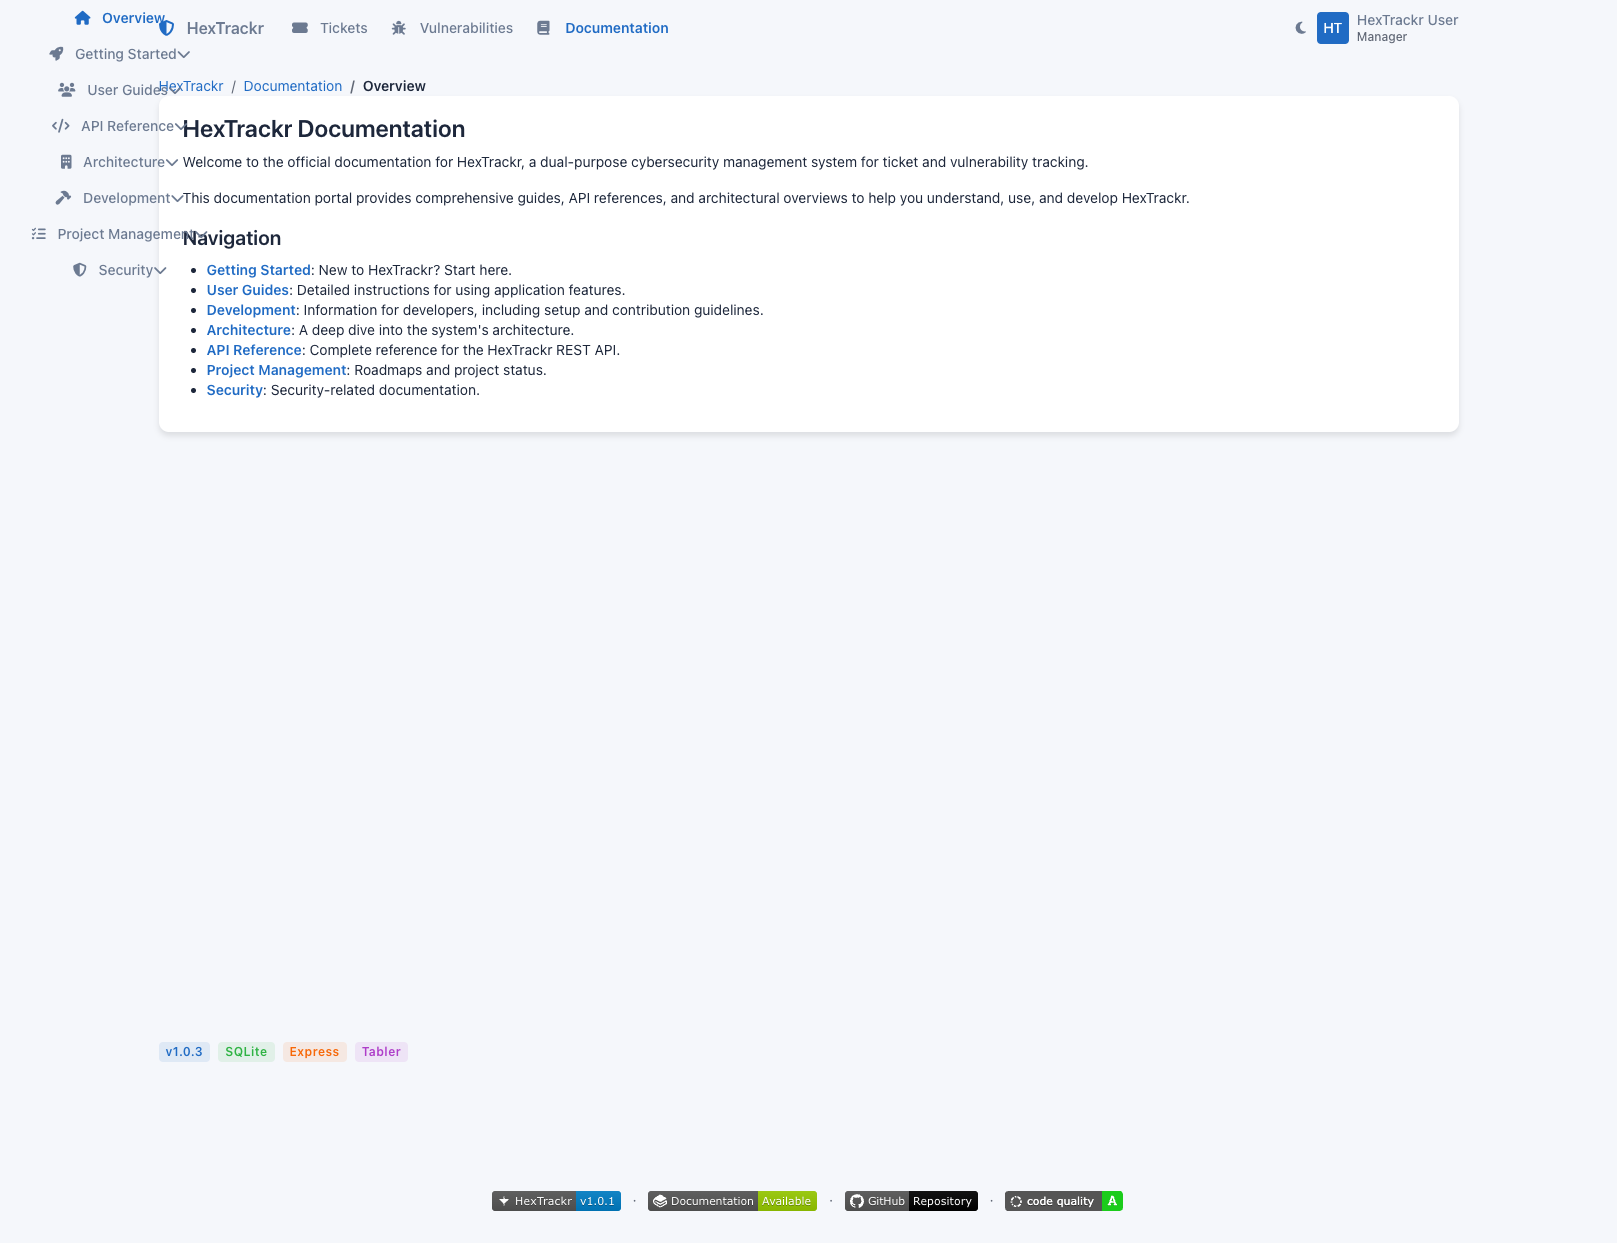 Overview
Getting Started
User Guides
API Reference
Architecture
Development
Project Management
Security
HexTrackr Tickets Vulnerabilities Documentation
HT HexTrackr User
Manager
HexTrackr / Documentation / Overview
HexTrackr Documentation
Welcome to the official documentation for HexTrackr, a dual-purpose cybersecurity management system for ticket and vulnerability tracking.
This documentation portal provides comprehensive guides, API references, and architectural overviews to help you understand, use, and develop HexTrackr.
Navigation
• Getting Started: New to HexTrackr? Start here.
• User Guides: Detailed instructions for using application features.
• Development: Information for developers, including setup and contribution guidelines.
• Architecture: A deep dive into the system's architecture.
• API Reference: Complete reference for the HexTrackr REST API.
• Project Management: Roadmaps and project status.
• Security: Security-related documentation.
v1.0.3 SQLite Express Tabler
HexTrackr v1.0.1 · Documentation Available · GitHub Repository · code quality A